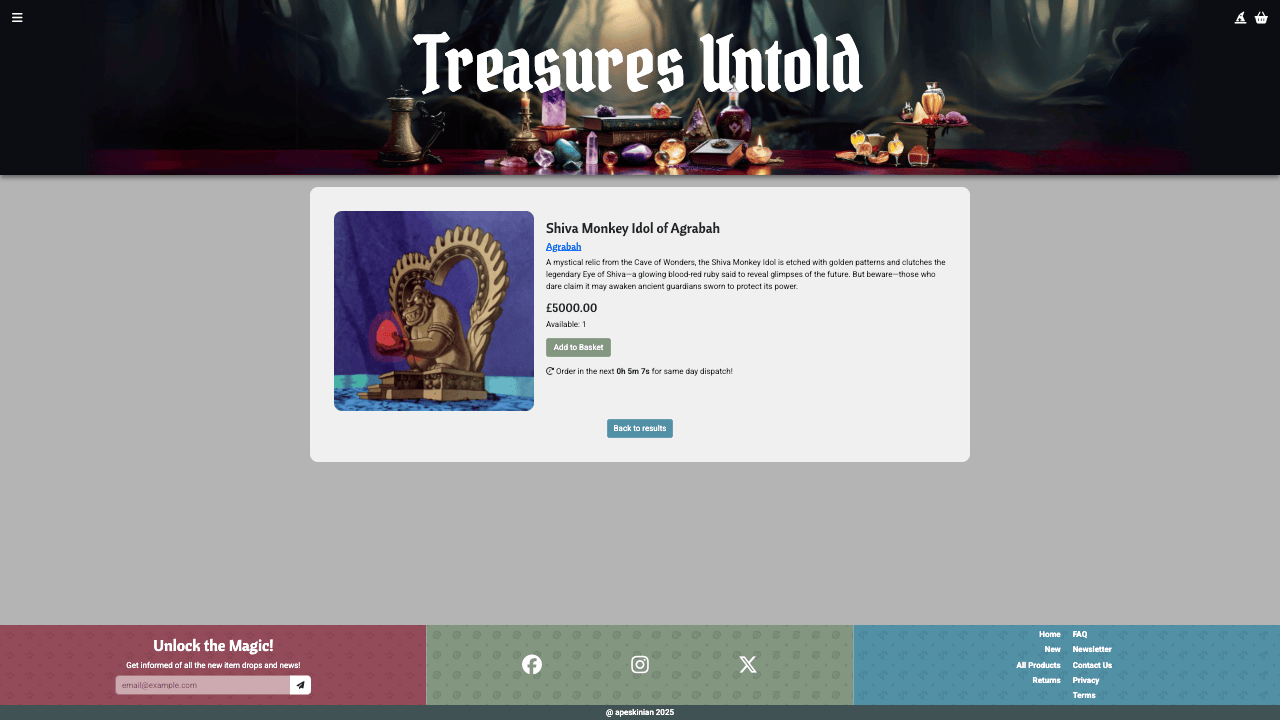 Treasures Untold
Shiva Monkey Idol of Agrabah
Agrabah
A mystical relic from the Cave of Wonders, the Shiva Monkey Idol is etched with golden patterns and clutches the
legendary Eye of Shiva—a glowing blood-red ruby said to reveal glimpses of the future. But beware—those who
dare claim it may awaken ancient guardians sworn to protect its power.
£5000.00
Available: 1
Add to Basket
Order in the next 0h 5m 7s for same day dispatch!
Back to results
Unlock the Magic!
Get informed of all the new item drops and news!
email@example.com
Home
New
All Products
Returns
FAQ
Newsletter
Contact Us
Privacy
Terms
@ apeskinian 2025